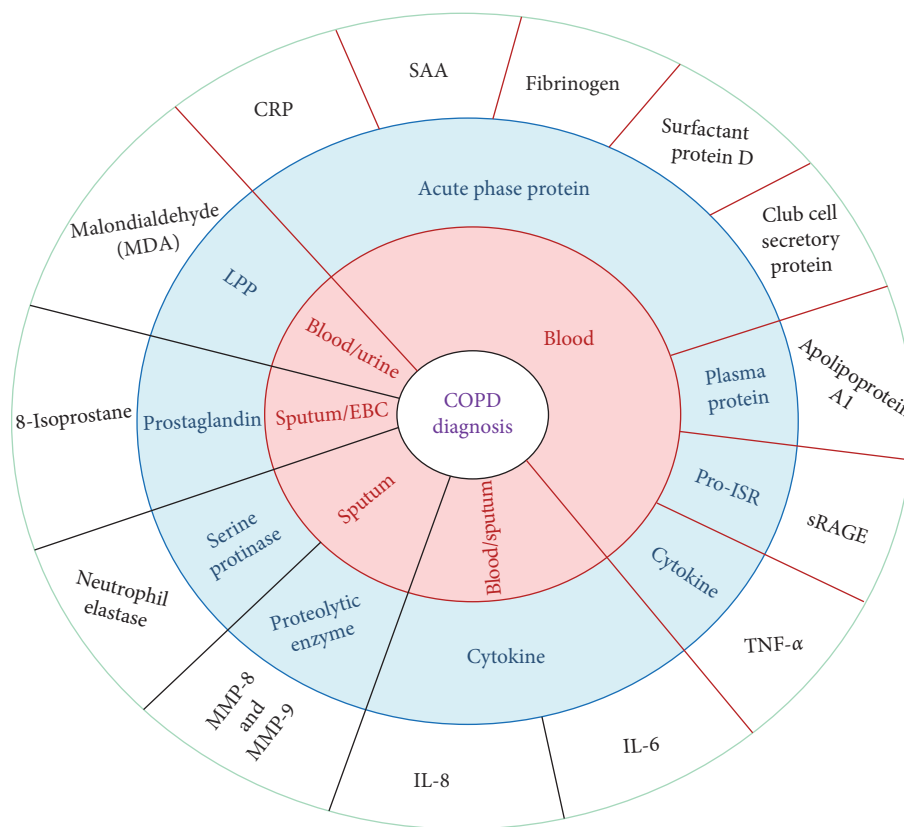 SAA
Fibrinogen
CRP
Surfactant
protein D
Acute phase protein
Club cell
secretory
protein
Malondialdehyde
(MDA)
LPP
Blood/urine
Blood
Apolipoprotein
A1
Plasma
protein
8-Isoprostane
Prostaglandin
Sputum/EBC
COPD
diagnosis
Pro-ISR
sRAGE
Sputum
Blood/sputum
Serine
protinase
Cytokine
Neutrophil
elastase
Proteolytic
enzyme
Cytokine
TNF-α
MMP-8
and
MMP-9
IL-8
IL-6